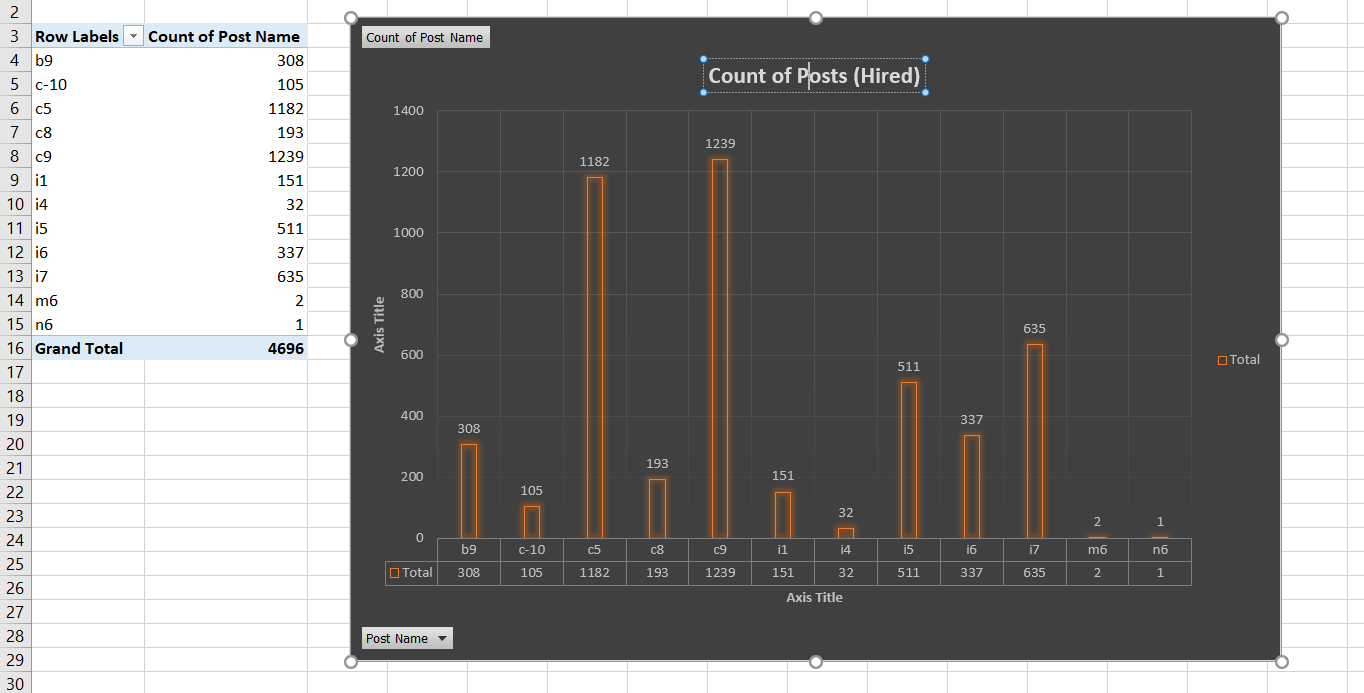 2
3 Row Labels Count of Post Name
4 b9 308
5 c-10 105
6 c5 1182
7 c8 193
8 c9 1239
9 i1 151
10 i4 32
11 i5 511
12 i6 337
13 i7 635
14 m6 2
15 n6 1
16 Grand Total 4696
17
18
19
20
21
22
23
24
25
26
27
28
29
30
Count of Post Name
Count of Posts (Hired)
1400
1200
1000
800
600
400
200
0
Axis Title
308 105 1182 193 1239 151 32 511 337 635 2 1
b9 c-10 c5 c8 c9 i1 i4 i5 i6 i7 m6 n6
Total 308 105 1182 193 1239 151 32 511 337 635 2 1
Axis Title
Total
Post Name